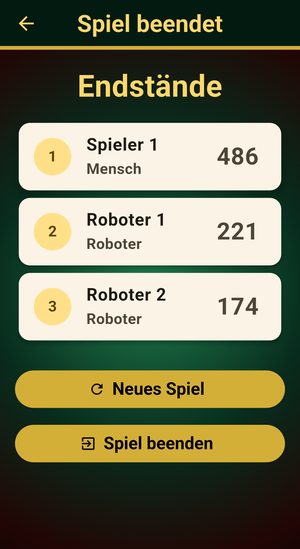 Spiel beendet
Endstände
1
Spieler 1
Mensch
486
2
Roboter 1
Roboter
221
3
Roboter 2
Roboter
174
Neues Spiel
Spiel beenden